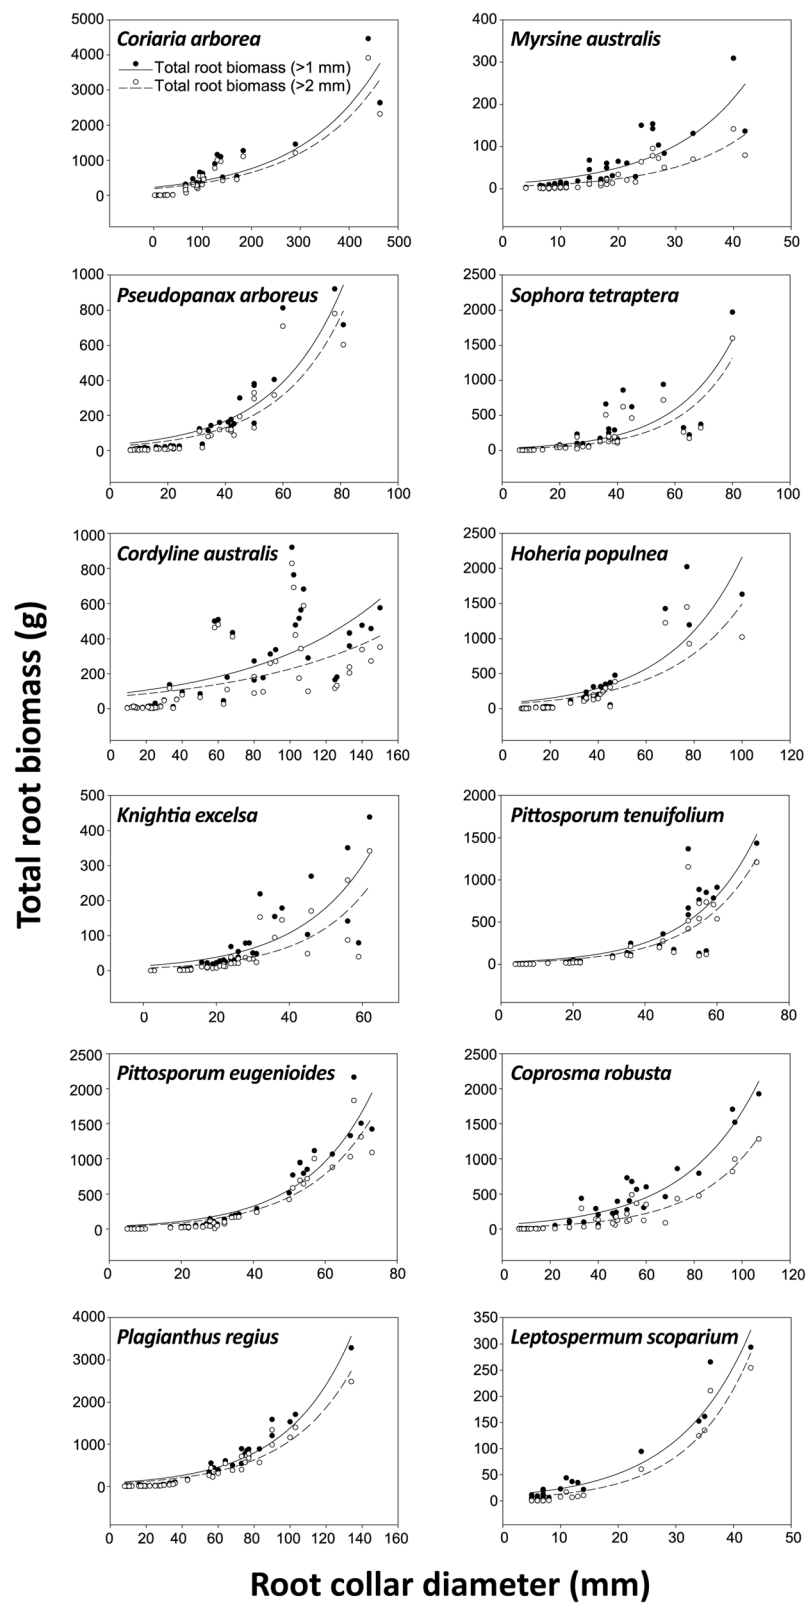 Total root biomass (g)
Coriaria arborea
Total root biomass (>1 mm)
Total root biomass (>2 mm)
5000
4000
3000
2000
1000
0
0 100 200 300 400 500
Myrsine australis
400
300
200
100
0
0 10 20 30 40 50
Pseudopanax arboreus
1000
800
600
400
200
0
0 20 40 60 80 100
Sophora tetraptera
2500
2000
1500
1000
500
0
0 20 40 60 80 100
Cordyline australis
1000
800
600
400
200
0
0 20 40 60 80 100 120 140 160
Hoheria populnea
2500
2000
1500
1000
500
0
0 20 40 60 80 100 120
Knightia excelsa
500
400
300
200
100
0
0 20 40 60
Pittosporum tenuifolium
2000
1500
1000
500
0
0 20 40 60 80
Pittosporum eugenioides
2500
2000
1500
1000
500
0
0 20 40 60 80
Coprosma robusta
2500
2000
1500
1000
500
0
0 20 40 60 80 100 120
Plagianthus regius
4000
3000
2000
1000
0
0 20 40 60 80 100 120 140 160
Leptospermum scoparium
350
300
250
200
150
100
50
0
0 10 20 30 40 50
Root collar diameter (mm)